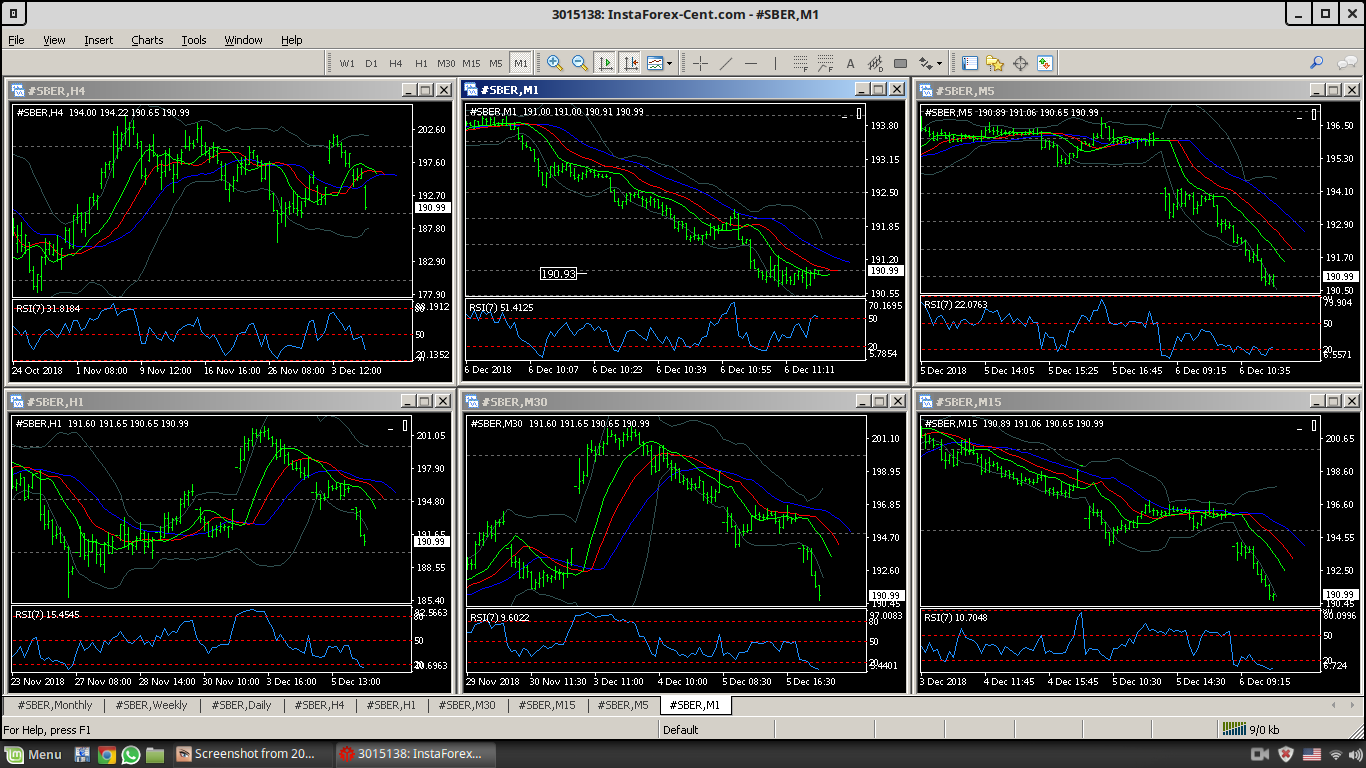 3015138: InstaForex-Cent.com - #SBER,M1
File View Insert Charts Tools Window Help
W1 D1 H4 H1 M30 M15 M5 M1
A
#SBER,H4
#SBER,H4 194.00 194.22 190.65 190.99
202.60
197.60
192.70
190.99
187.80
182.90
177.90
RSI(7) 31.8184
80
50
20.1352
24 Oct 2018 1 Nov 08:00 9 Nov 12:00 16 Nov 16:00 26 Nov 08:00 3 Dec 12:00
#SBER,M1
#SBER,M1 191.00 191.00 190.91 190.99
193.80
193.15
192.50
191.85
191.20
190.99
190.55
190.93
RSI(7) 51.4125
70.1695
50
20
5.7854
6 Dec 2018 6 Dec 10:07 6 Dec 10:23 6 Dec 10:39 6 Dec 10:55 6 Dec 11:11
#SBER,M5
#SBER,M5 190.89 191.06 190.65 190.99
196.50
195.30
194.10
192.90
191.70
190.99
190.50
RSI(7) 22.0763
79.904
50
20
6.5571
5 Dec 2018 5 Dec 14:05 5 Dec 15:25 5 Dec 16:45 6 Dec 09:15 6 Dec 10:35
#SBER,H1
#SBER,H1 191.60 191.65 190.65 190.99
201.05
197.90
194.80
191.65
190.99
188.55
185.40
RSI(7) 15.4545
80
50
20
23 Nov 2018 27 Nov 08:00 28 Nov 14:00 30 Nov 10:00 3 Dec 16:00 5 Dec 13:00
#SBER,M30
#SBER,M30 191.60 191.65 190.65 190.99
201.10
198.95
196.85
194.70
192.60
190.99
190.45
RSI(7) 9.6022
97.0083
80
50
20
29 Nov 2018 30 Nov 11:30 3 Dec 11:00 4 Dec 10:00 5 Dec 08:30 5 Dec 16:30
#SBER,M15
#SBER,M15 190.89 191.06 190.65 190.99
200.65
198.60
196.60
194.55
192.50
190.99
190.45
RSI(7) 10.7048
80.0996
50
20
6.724
3 Dec 2018 4 Dec 11:45 4 Dec 15:45 5 Dec 10:30 5 Dec 14:30 6 Dec 09:15
#SBER,Monthly #SBER,Weekly #SBER,Daily #SBER,H4 #SBER,H1 #SBER,M30 #SBER,M15 #SBER,M5 #SBER,M1
For Help, press F1 Default 9/0 kb
Menu Screenshot from 20... 3015138: InstaForex...